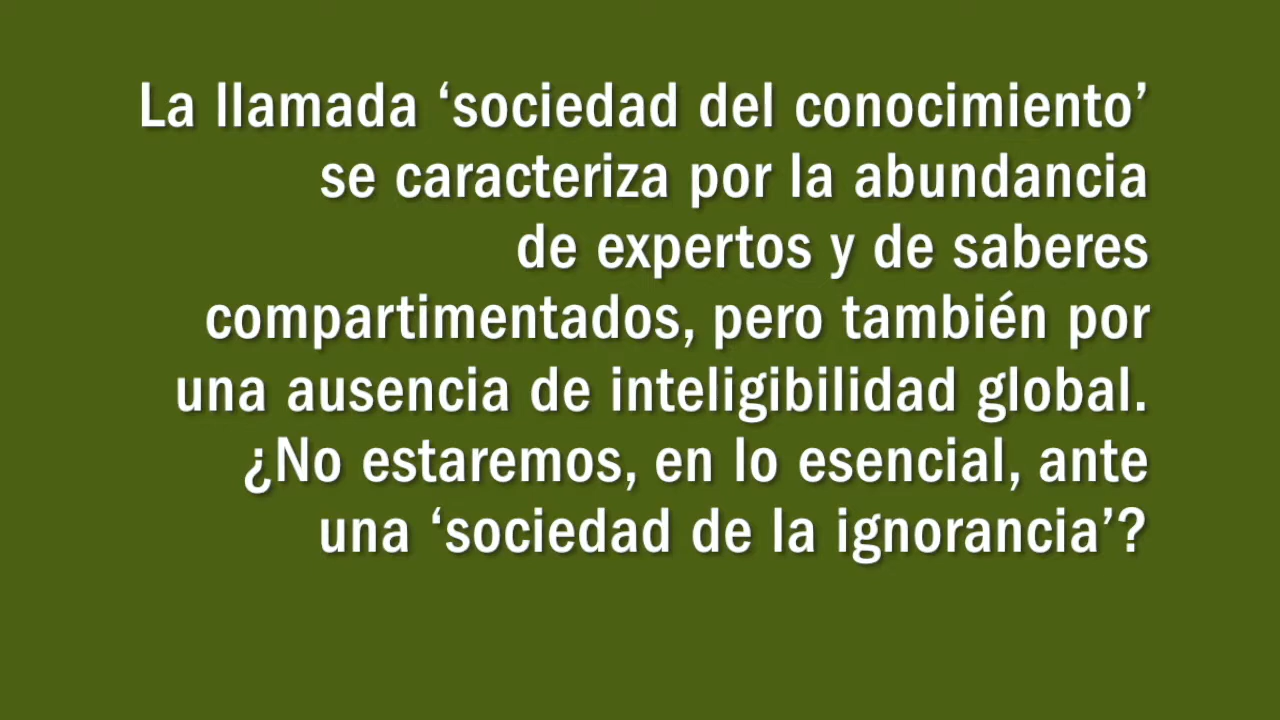 La llamada ‘sociedad del conocimiento’
se caracteriza por la abundancia
de expertos y de saberes
compartimentados, pero también por
una ausencia de inteligibilidad global.
¿No estaremos, en lo esencial, ante
una ‘sociedad de la ignorancia’?